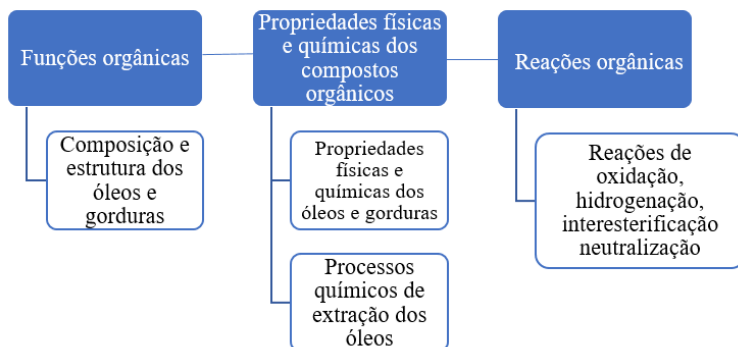 Funções orgânicas
Propriedades físicas
e químicas dos
compostos
orgânicos
Reações orgânicas
Composição e
estrutura dos
óleos e
gorduras
Propriedades
físicas e
químicas dos
óleos e gorduras
Processos
químicos de
extração dos
óleos
Reações de
oxidação,
hidrogenação,
interesterificação
neutralização